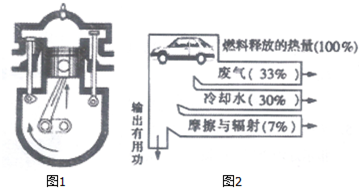 燃料释放的热量(100%)
废气(33%)
冷却水(30%)
摩擦与辐射(7%)
输出有用功
图1
图2